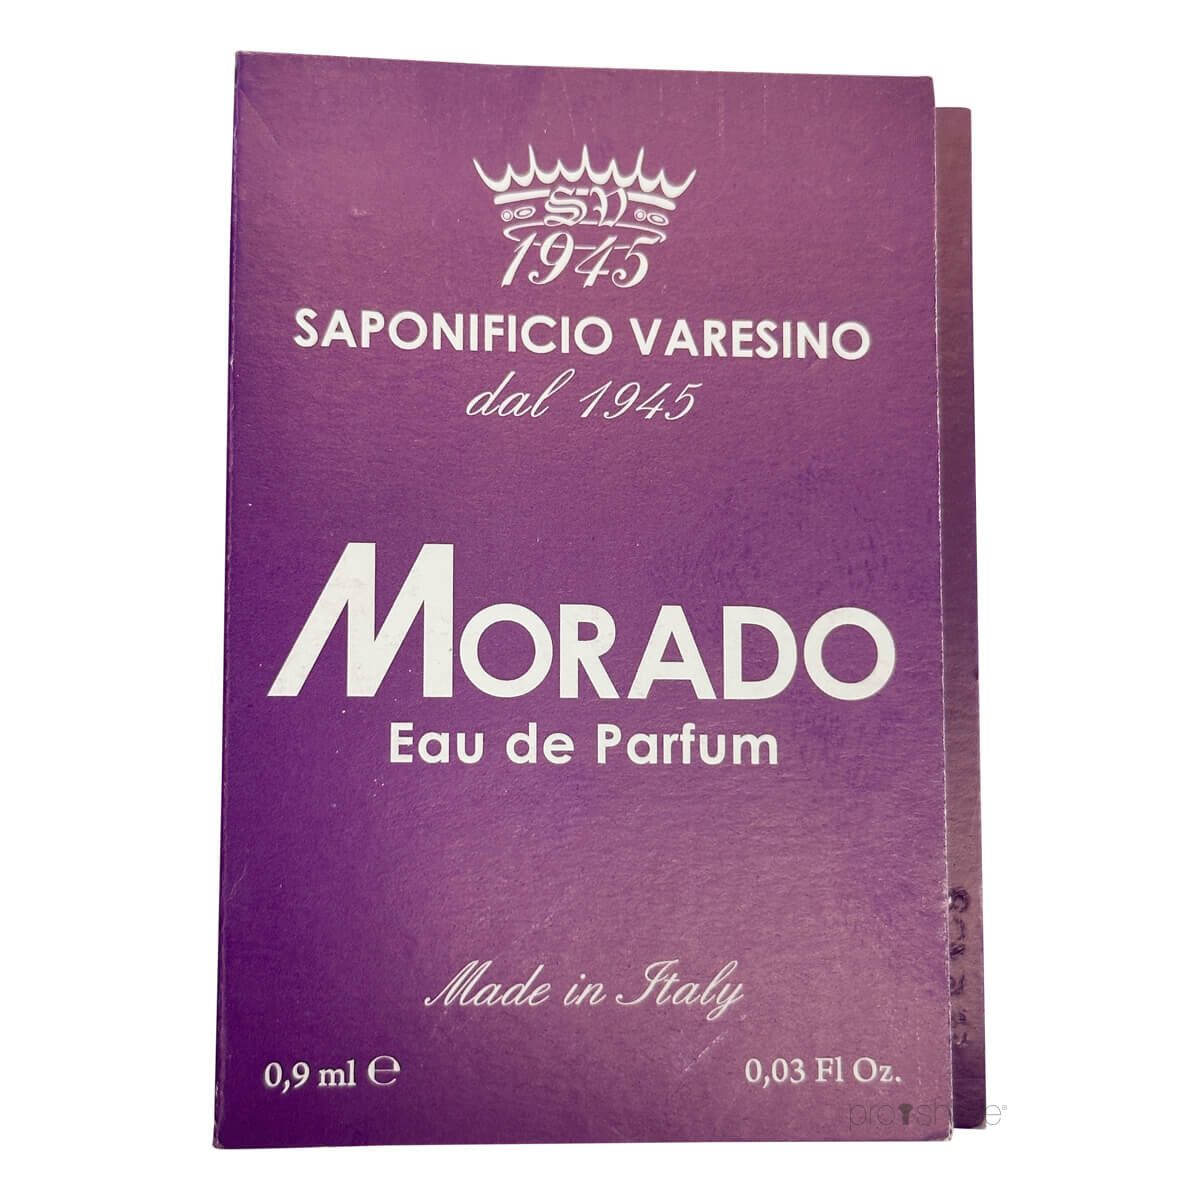 SV
1945
SAPONIFICIO VARESINO
dal 1945
MORADO
Eau de Parfum
Made in Italy
0,9 ml ℮
0,03 Fl Oz.
proshave®